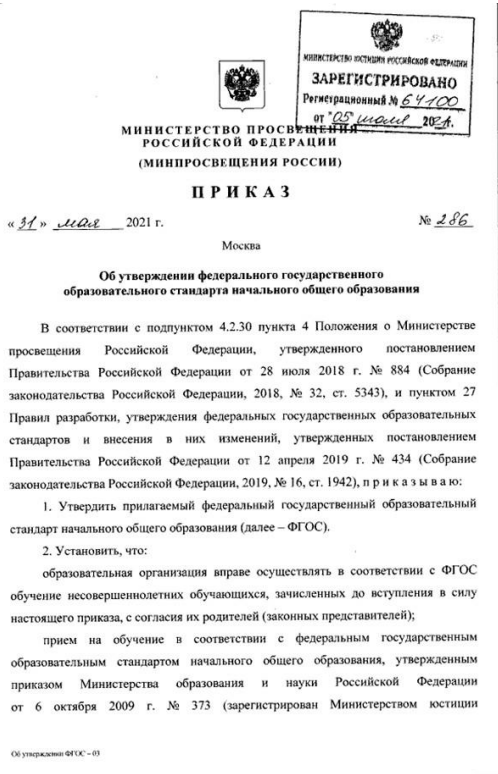 МИНИСТЕРСТВО ЮСТИЦИИ РОССИЙСКОЙ ФЕДЕРАЦИИ
ЗАРЕГИСТРИРОВАНО
Регистрационный № 64100
от "05" июля 2021г.
МИНИСТЕРСТВО ПРОСВЕЩЕНИЯ
РОССИЙСКОЙ ФЕДЕРАЦИИ
(МИНПРОСВЕЩЕНИЯ РОССИИ)
ПРИКАЗ
« 31 » мая 2021 г.
№ 286
Москва
Об утверждении федерального государственного
образовательного стандарта начального общего образования
В соответствии с подпунктом 4.2.30 пункта 4 Положения о Министерстве
просвещения Российской Федерации, утвержденного постановлением
Правительства Российской Федерации от 28 июля 2018 г. № 884 (Собрание
законодательства Российской Федерации, 2018, № 32, ст. 5343), и пунктом 27
Правил разработки, утверждения федеральных государственных образовательных
стандартов и внесения в них изменений, утвержденных постановлением
Правительства Российской Федерации от 12 апреля 2019 г. № 434 (Собрание
законодательства Российской Федерации, 2019, № 16, ст. 1942), п р и к а з ы в а ю:
1. Утвердить прилагаемый федеральный государственный образовательный
стандарт начального общего образования (далее – ФГОС).
2. Установить, что:
образовательная организация вправе осуществлять в соответствии с ФГОС
обучение несовершеннолетних обучающихся, зачисленных до вступления в силу
настоящего приказа, с согласия их родителей (законных представителей);
прием на обучение в соответствии с федеральным государственным
образовательным стандартом начального общего образования, утвержденным
приказом Министерства образования и науки Российской Федерации
от 6 октября 2009 г. № 373 (зарегистрирован Министерством юстиции
Об утверждении ФГОС – 03